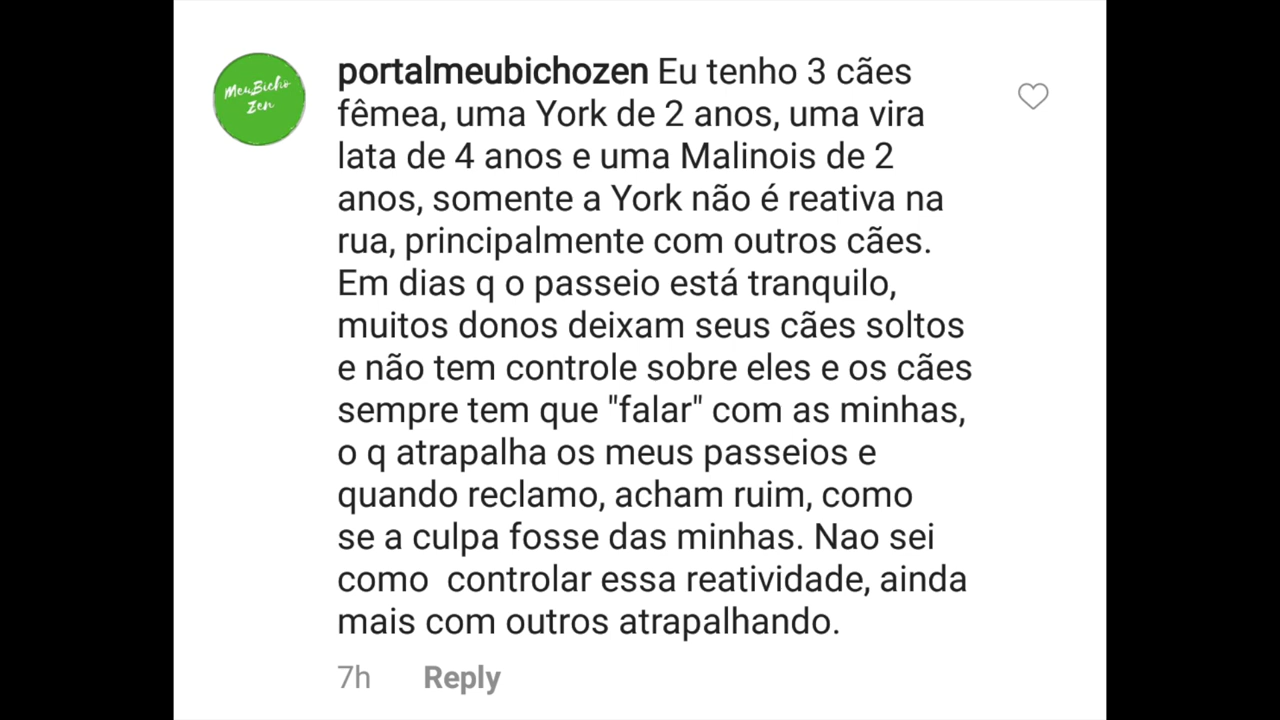 MeuBicho
Zen
portalmeubichozen Eu tenho 3 cães
fêmea, uma York de 2 anos, uma vira
lata de 4 anos e uma Malinois de 2
anos, somente a York não é reativa na
rua, principalmente com outros cães.
Em dias q o passeio está tranquilo,
muitos donos deixam seus cães soltos
e não tem controle sobre eles e os cães
sempre tem que "falar" com as minhas,
o q atrapalha os meus passeios e
quando reclamo, acham ruim, como
se a culpa fosse das minhas. Nao sei
como  controlar essa reatividade, ainda
mais com outros atrapalhando.
7h Reply